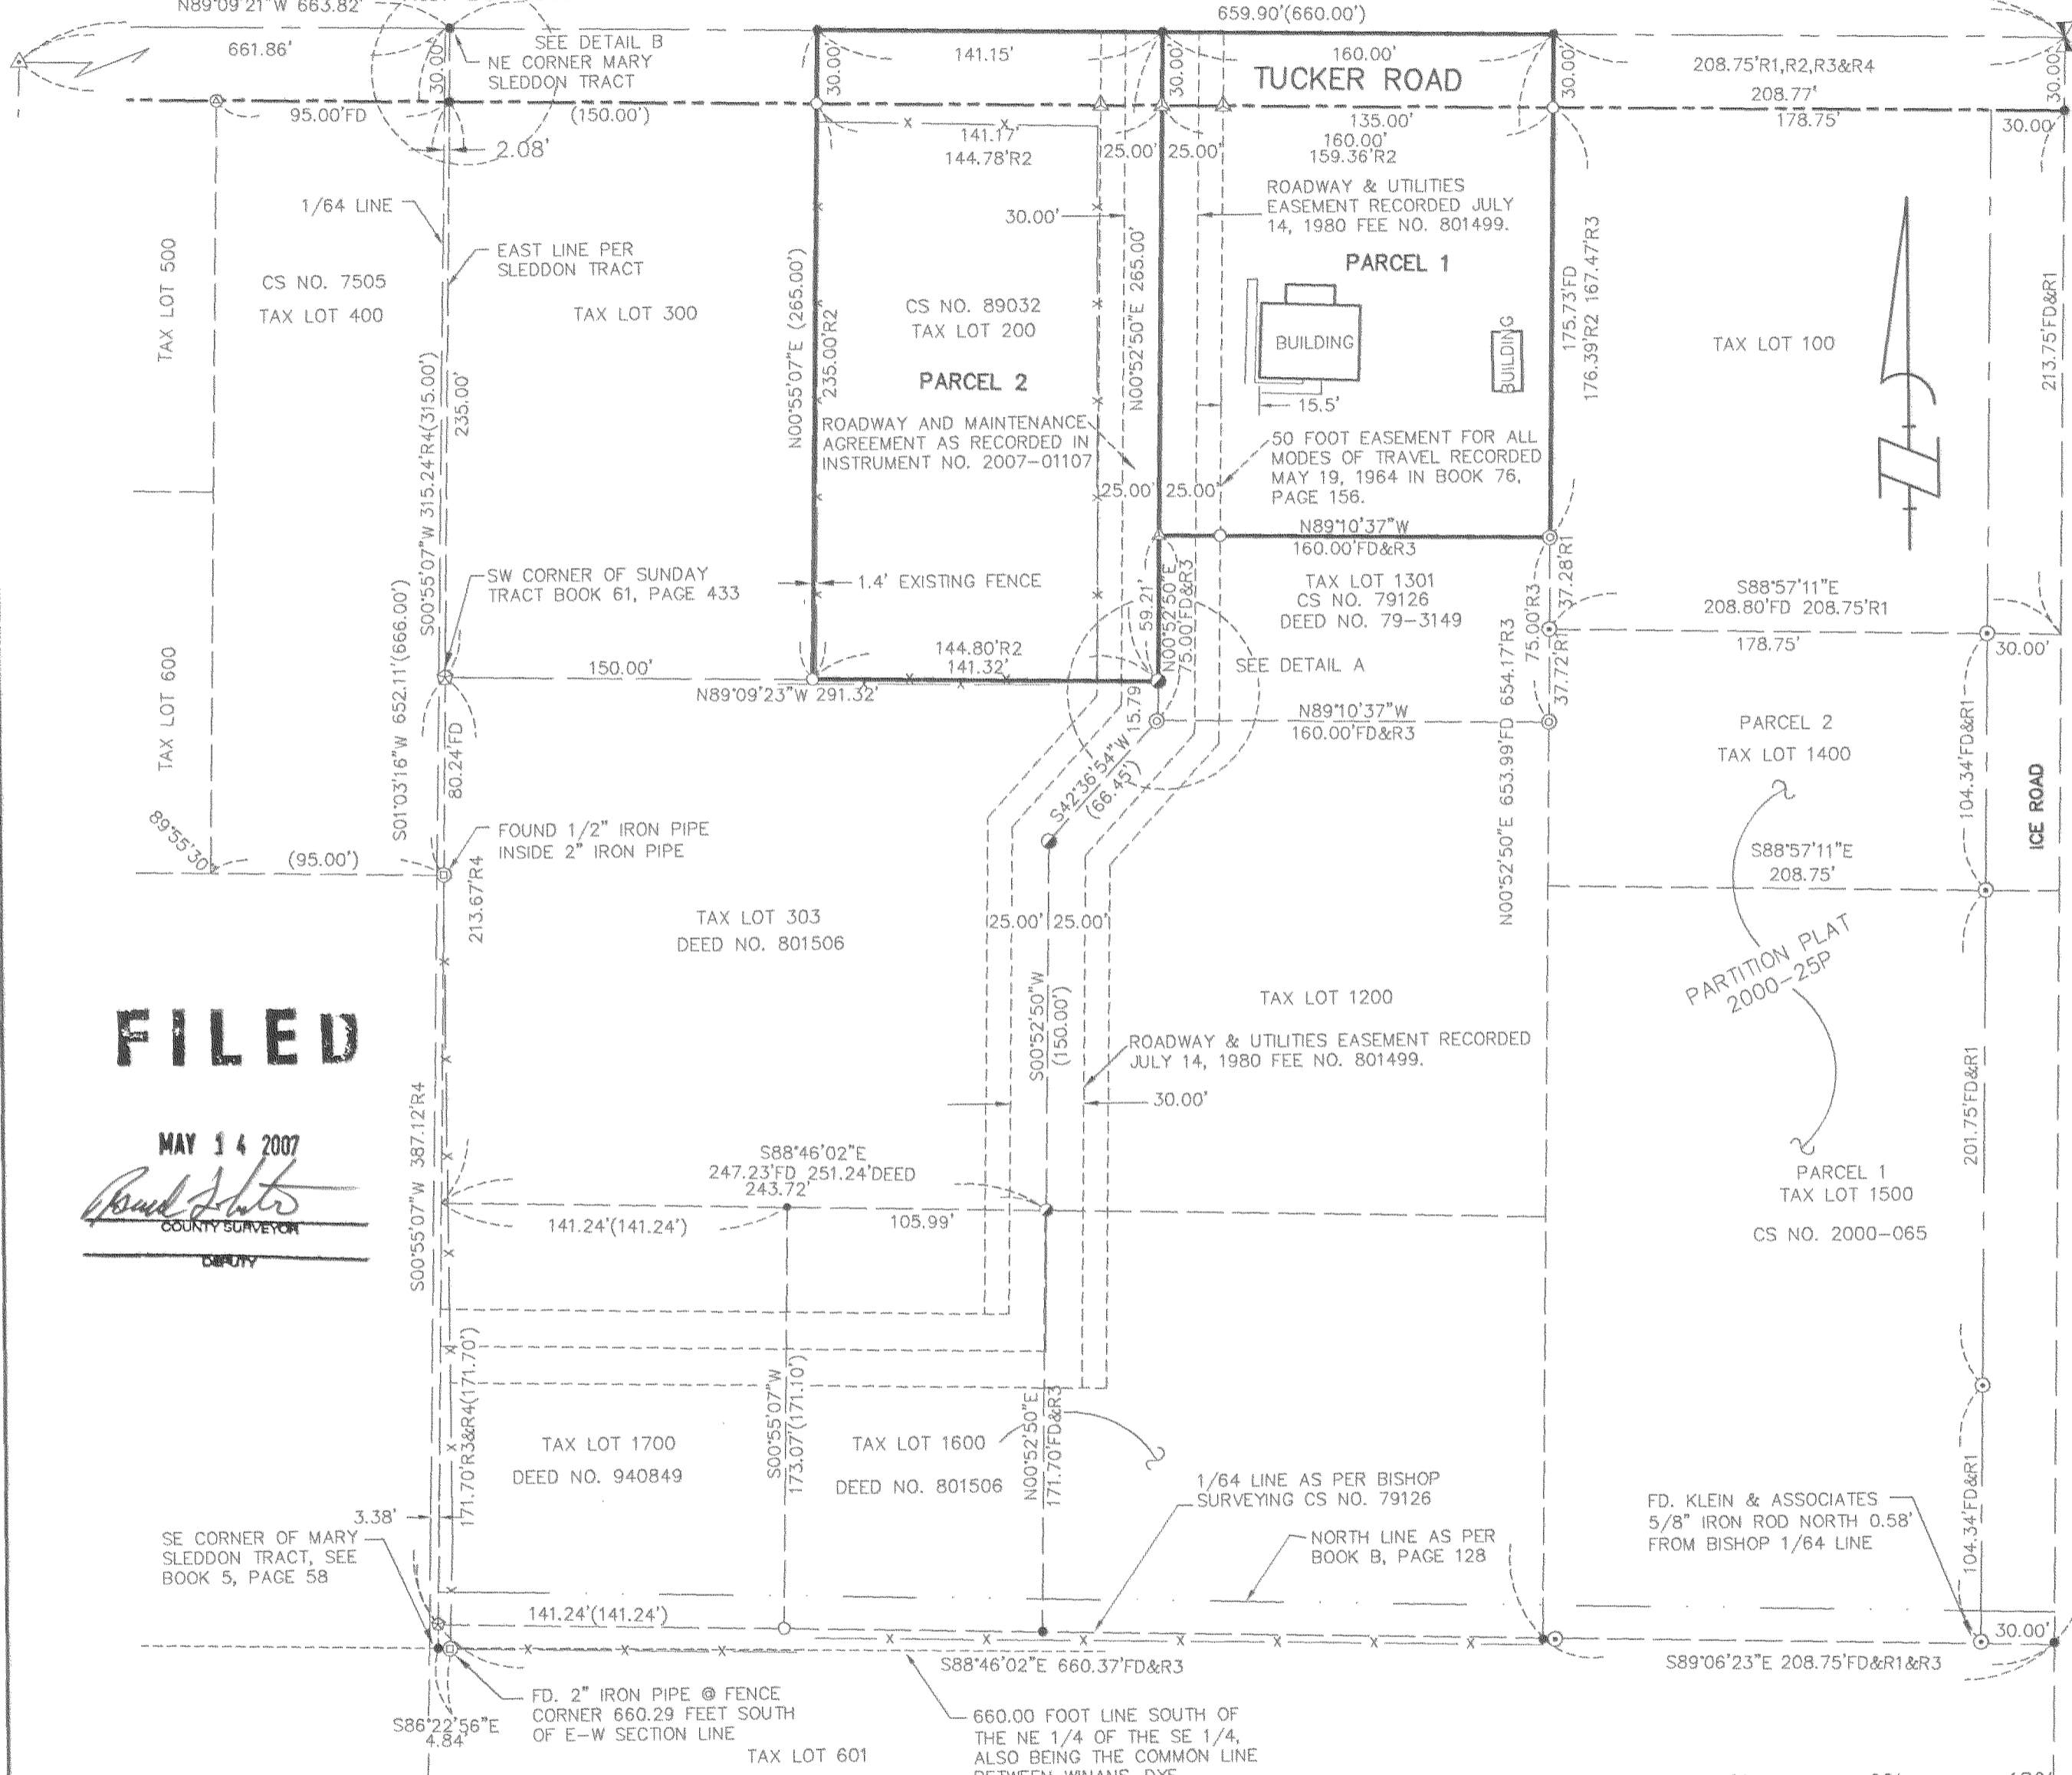 N89°09'21"W 663.82'
661.86'
30.00'
SEE DETAIL B
NE CORNER MARY
SLEDDON TRACT
659.90'(660.00')
30.00'
141.15'
30.00'
160.00'
TUCKER ROAD
30.00'
208.75'R1,R2,R3&R4
208.77'
30.00'
95.00'FD
(150.00')
2.08'
141.17'
144.78'R2
25.00'
25.00'
135.00'
160.00'
159.36'R2
178.75'
30.00'
1/64 LINE
EAST LINE PER
SLEDDON TRACT
TAX LOT 500
CS NO. 7505
TAX LOT 400
TAX LOT 300
S00°55'07"W 315.24'R4(315.00')
235.00'
N00°55'07"E (265.00')
235.00'R2
CS NO. 89032
TAX LOT 200
PARCEL 2
30.00'
N00°52'50"E 265.00'
ROADWAY & UTILITIES
EASEMENT RECORDED JULY
14, 1980 FEE NO. 801499.
PARCEL 1
BUILDING
BUILDING
15.5'
175.73'FD
176.39'R2 167.47'R3
TAX LOT 100
213.75'FD&R1
ROADWAY AND MAINTENANCE
AGREEMENT AS RECORDED IN
INSTRUMENT NO. 2007-01107
50 FOOT EASEMENT FOR ALL
MODES OF TRAVEL RECORDED
MAY 19, 1964 IN BOOK 76,
PAGE 156.
25.00'
25.00'
N89°10'37"W
160.00'FD&R3
SW CORNER OF SUNDAY
TRACT BOOK 61, PAGE 433
1.4' EXISTING FENCE
59.21'
N00°52'50"E
75.00'FD&R3
TAX LOT 1301
CS NO. 79126
DEED NO. 79-3149
37.28'R1
75.00'R3
37.72'R1
S88°57'11"E
208.80'FD 208.75'R1
178.75'
30.00'
TAX LOT 600
S01°03'16"W 652.11'(666.00')
150.00'
144.80'R2
141.32'
N89°09'23"W 291.32'
SEE DETAIL A
15.79
N89°10'37"W
160.00'FD&R3
N00°52'50"E 653.99'FD 654.17'R3
PARCEL 2
TAX LOT 1400
104.34'FD&R1
ICE ROAD
80.24'FD
S42°36'54"W
(66.45')
89°55'30"
(95.00')
FOUND 1/2" IRON PIPE
INSIDE 2" IRON PIPE
213.67'R4
S88°57'11"E
208.75'
TAX LOT 303
DEED NO. 801506
25.00'
25.00'
PARTITION PLAT
2000-25P
FILED
MAY 14 2007
COUNTY SURVEYOR
DEPUTY
S00°52'50"W
(150.00')
TAX LOT 1200
ROADWAY & UTILITIES EASEMENT RECORDED
JULY 14, 1980 FEE NO. 801499.
30.00'
201.75'FD&R1
S00°55'07"W 387.12'R4
S88°46'02"E
247.23'FD 251.24'DEED
243.72'
141.24'(141.24')
105.99'
PARCEL 1
TAX LOT 1500
CS NO. 2000-065
171.70'R3&R4(171.70')
S00°55'07"W
173.07'(171.10')
N00°52'50"E
171.70'FD&R3
TAX LOT 1700
DEED NO. 940849
TAX LOT 1600
DEED NO. 801506
3.38'
SE CORNER OF MARY
SLEDDON TRACT, SEE
BOOK 5, PAGE 58
1/64 LINE AS PER BISHOP
SURVEYING CS NO. 79126
NORTH LINE AS PER
BOOK B, PAGE 128
FD. KLEIN & ASSOCIATES
5/8" IRON ROD NORTH 0.58'
FROM BISHOP 1/64 LINE
104.34'FD&R1
141.24'(141.24')
30.00'
S88°46'02"E 660.37'FD&R3
S89°06'23"E 208.75'FD&R1&R3
FD. 2" IRON PIPE @ FENCE
CORNER 660.29 FEET SOUTH
OF E-W SECTION LINE
S86°22'56"E
4.84'
TAX LOT 601
660.00 FOOT LINE SOUTH OF
THE NE 1/4 OF THE SE 1/4,
ALSO BEING THE COMMON LINE